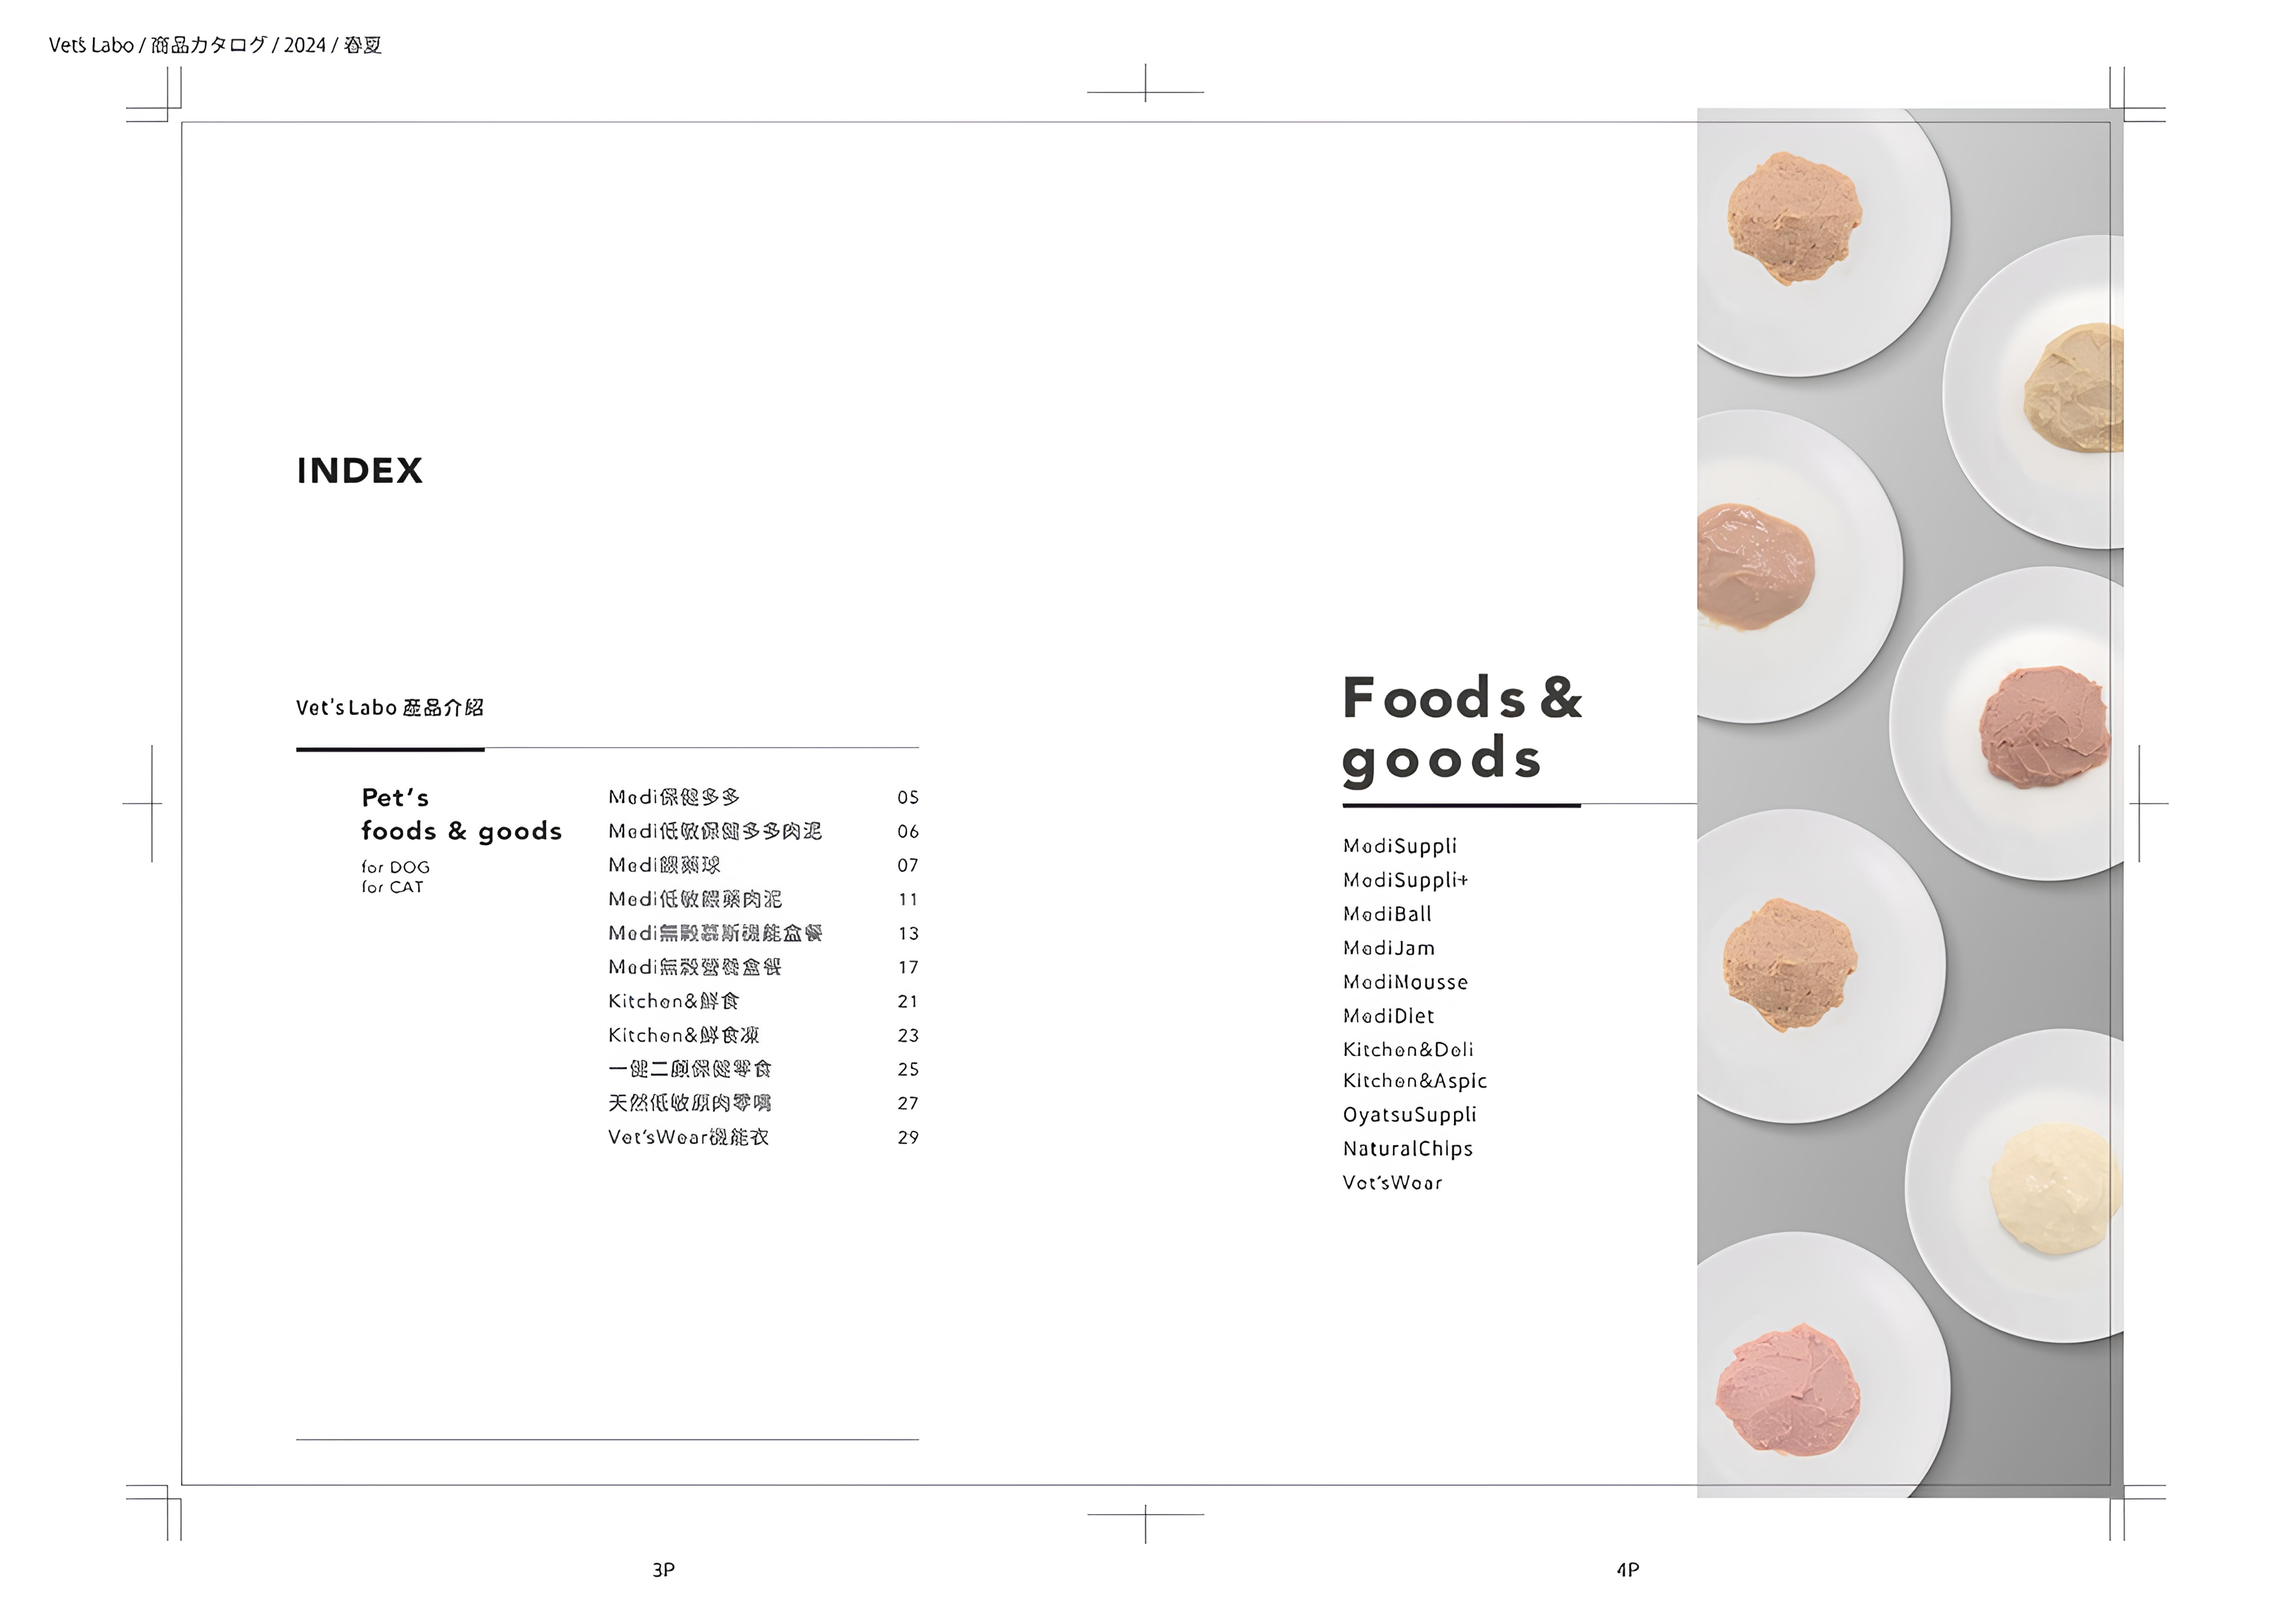 Vet's Labo / 商品カタログ / 2024 / 春夏
INDEX
Vet's Labo 産品介紹
Pet's
foods & goods
for DOG
for CAT
Medi保健多多 05
Medi低敏保健多多肉泥 06
Medi餵藥球 07
Medi低敏餵藥肉泥 11
Medi無穀慕斯機能盒餐 13
Medi無穀營養盒餐 17
Kitchen&鮮食 21
Kitchen&鮮食凍 23
一健二顧保健零食 25
天然低敏原肉零嘴 27
Vet'sWear機能衣 29
Foods &
goods
MediSuppli
MediSuppli+
MediBall
MediJam
MediMousse
MediDiet
Kitchen&Deli
Kitchen&Aspic
OyatsuSuppli
NaturalChips
Vet'sWear
3P
4P